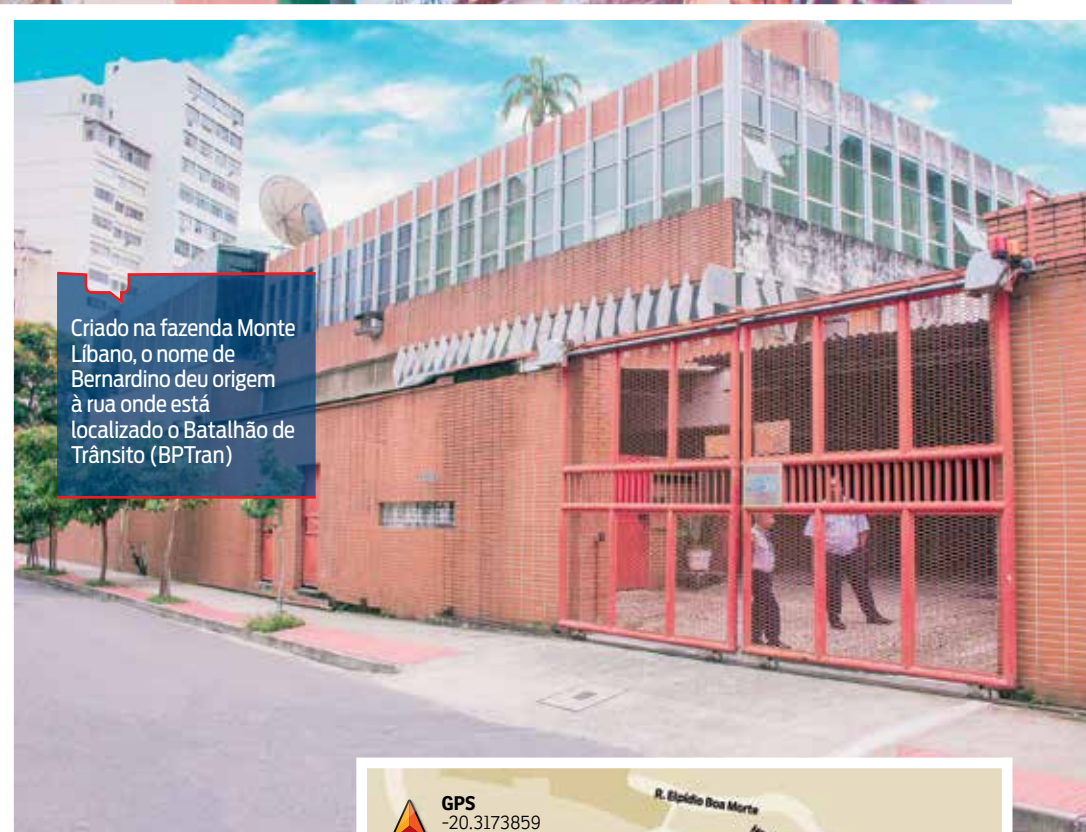 Criado na fazenda Monte
Líbano, o nome de
Bernardino deu origem
à rua onde está
localizado o Batalhão de
Trânsito (BPTran)
GPS
-20.3173859
R. Elpídio Boa Morte